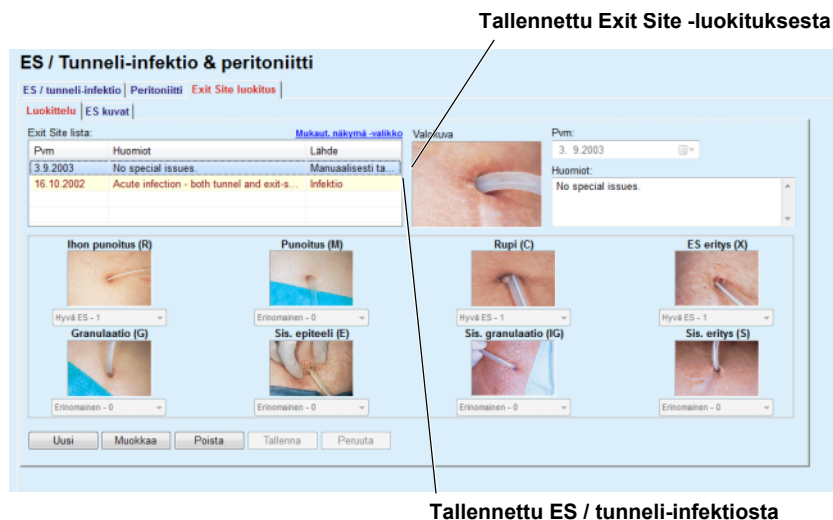 Tallennettu Exit Site -luokituksesta
ES / Tunneli-infektio & peritoniitti
ES / tunneli-infektio Peritoniitti Exit Site luokitus
Luokittelu ES kuvat
Exit Site lista: Mukaut. näkymä -valikko Valokuva Pvm:
Pvm Huomiot Lähde 3. 9.2003
3.9.2003 No special issues. Manuaalisesti ta... Huomiot:
16.10.2002 Acute infection - both tunnel and exit-s... Infektio No special issues.
Ihon punoitus (R) Punoitus (M) Rupi (C) ES eritys (X)
Hyvä ES - 1 Erinomainen - 0 Hyvä ES - 1 Hyvä ES - 1
Granulaatio (G) Sis. epiteeli (E) Sis. granulaatio (IG) Sis. eritys (S)
Erinomainen - 0 Erinomainen - 0 Erinomainen - 0 Erinomainen - 0
Uusi Muokkaa Poista Tallenna Peruuta
Tallennettu ES / tunneli-infektiosta